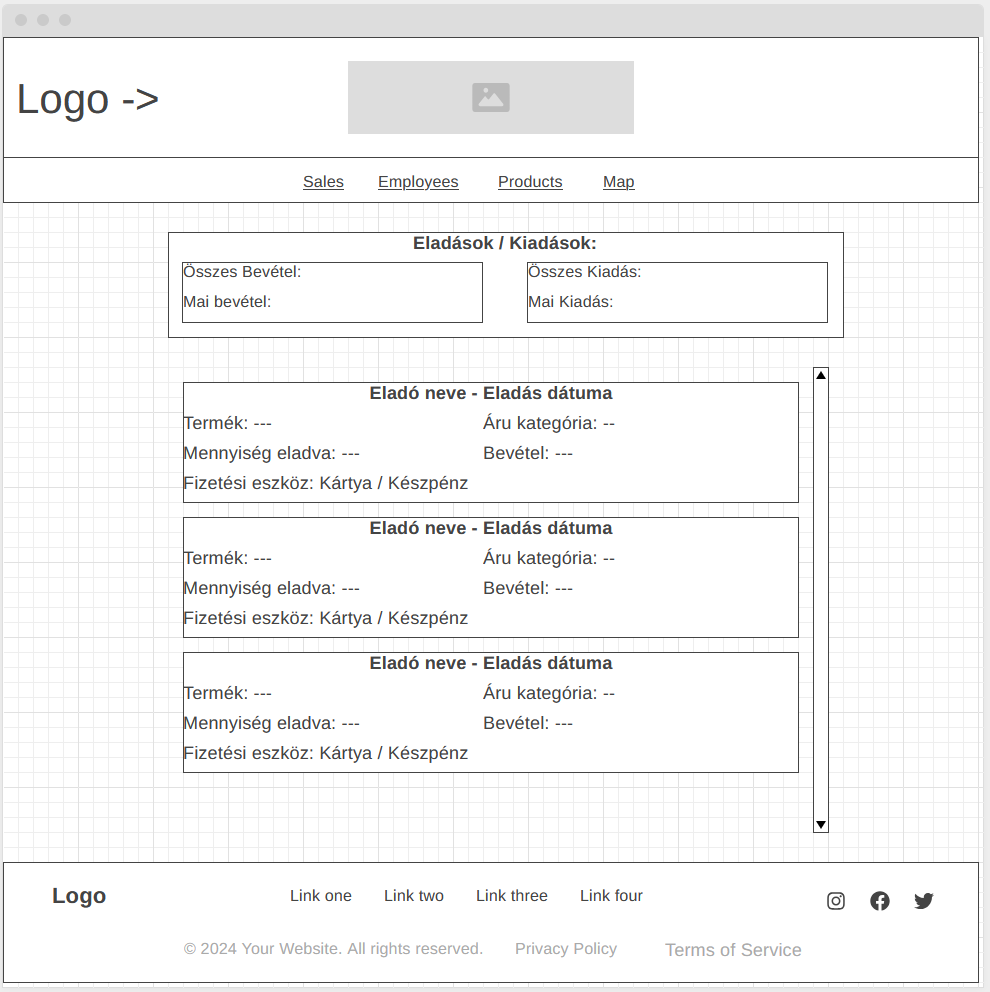 Logo ->
Sales Employees Products Map
Eladások / Kiadások:
Összes Bevétel: Összes Kiadás:
Mai bevétel: Mai Kiadás:
Eladó neve - Eladás dátuma
Termék: --- Áru kategória: --
Mennyiség eladva: --- Bevétel: ---
Fizetési eszköz: Kártya / Készpénz
Eladó neve - Eladás dátuma
Termék: --- Áru kategória: --
Mennyiség eladva: --- Bevétel: ---
Fizetési eszköz: Kártya / Készpénz
Eladó neve - Eladás dátuma
Termék: --- Áru kategória: --
Mennyiség eladva: --- Bevétel: ---
Fizetési eszköz: Kártya / Készpénz
Logo Link one Link two Link three Link four
© 2024 Your Website. All rights reserved. Privacy Policy Terms of Service